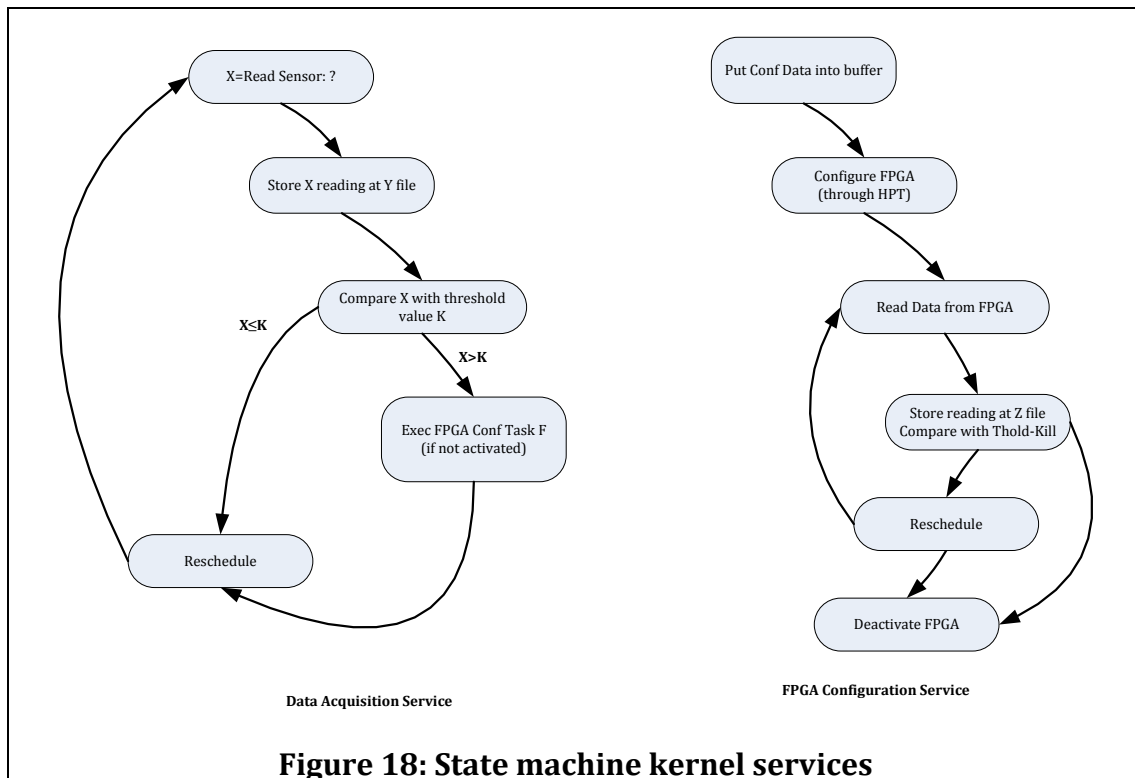 X=Read Sensor: ?
Store X reading at Y file
Compare X with threshold
value K
X≤K
X>K
Exec FPGA Conf Task F
(if not activated)
Reschedule
Data Acquisition Service
Put Conf Data into buffer
Configure FPGA
(through HPT)
Read Data from FPGA
Store reading at Z file
Compare with Thold-Kill
Reschedule
Deactivate FPGA
FPGA Configuration Service
Figure 18: State machine kernel services